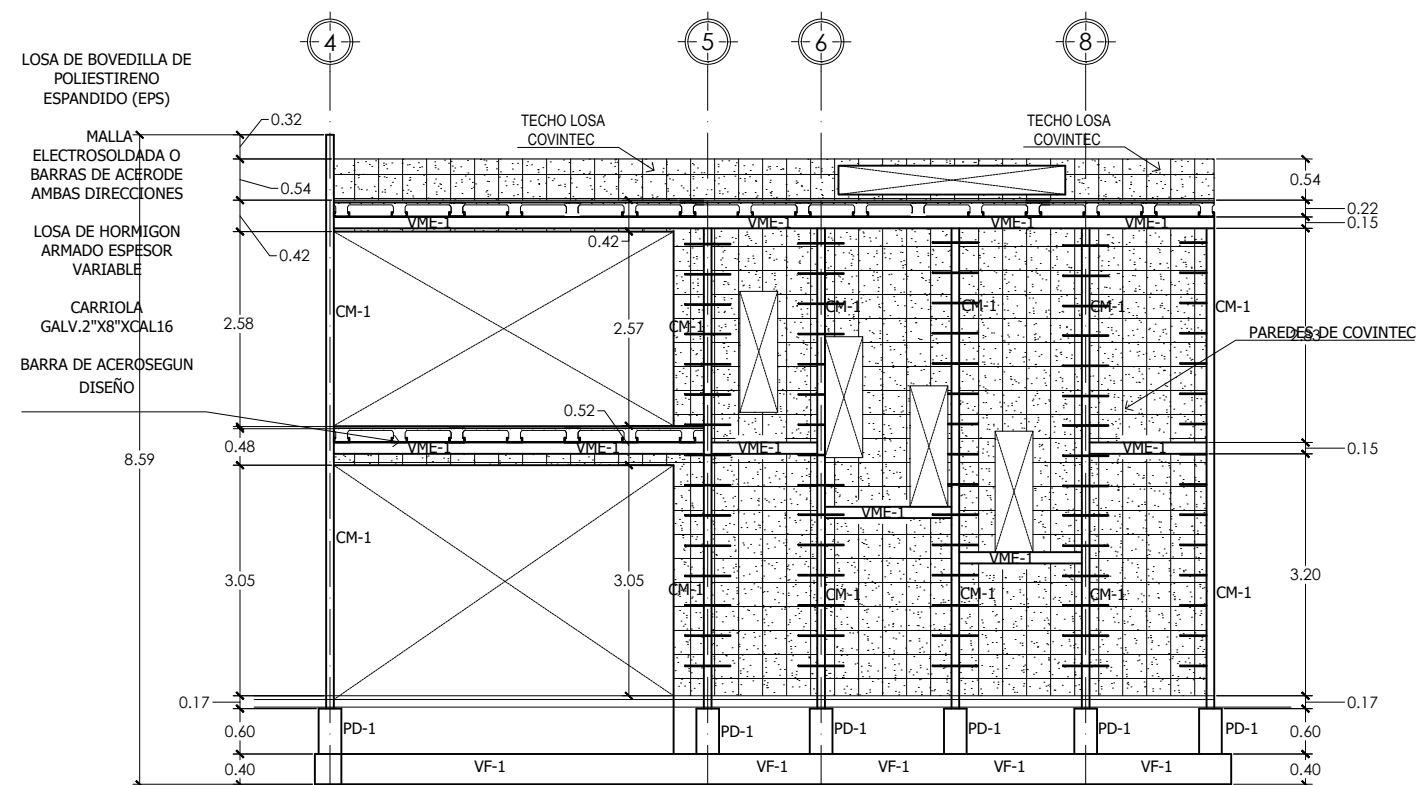 4
5
6
8
LOSA DE BOVEDILLA DE
POLIESTIRENO
ESPANDIDO (EPS)
MALLA
ELECTROSOLDADA O
BARRAS DE ACERODE
AMBAS DIRECCIONES
LOSA DE HORMIGON
ARMADO ESPESOR
VARIABLE
CARRIOLA
GALV.2"X8"XCAL16
BARRA DE ACEROSEGUN
DISEÑO
TECHO LOSA
COVINTEC
TECHO LOSA
COVINTEC
0.32
0.54
0.42
2.58
0.48
8.59
3.05
0.17
0.60
0.40
0.54
0.22
0.15
PAREDES DE COVINTEC
0.15
3.20
0.17
0.60
0.40
VME-1
VME-1
VME-1
VME-1
0.42
2.57
0.52
3.05
CM-1
CM-1
CM-1
CM-1
CM-1
CM-1
VME-1
VME-1
VME-1
VME-1
VME-1
VME-1
CM-1
CM-1
CM-1
CM-1
CM-1
CM-1
PD-1
PD-1
PD-1
PD-1
PD-1
PD-1
VF-1
VF-1
VF-1
VF-1
VF-1